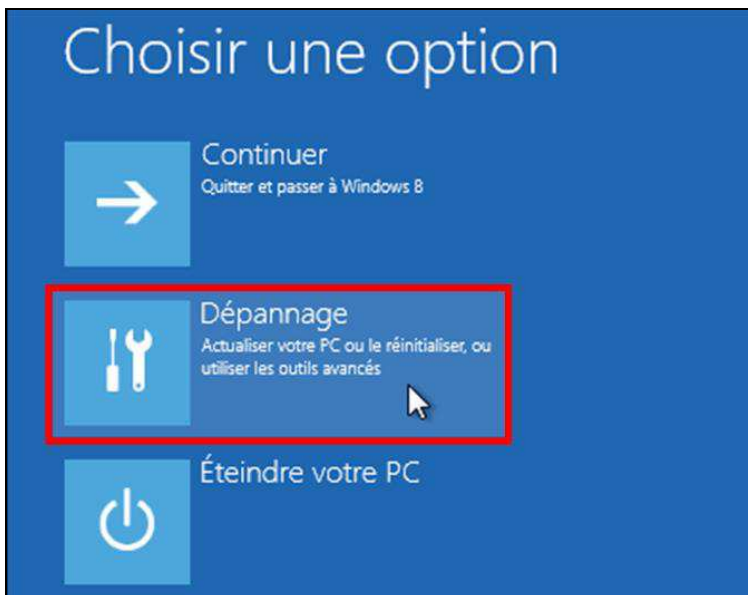 Choisir une option
Continuer
Quitter et passer à Windows 8
Dépannage
Actualiser votre PC ou le réinitialiser, ou
utiliser les outils avancés
Éteindre votre PC